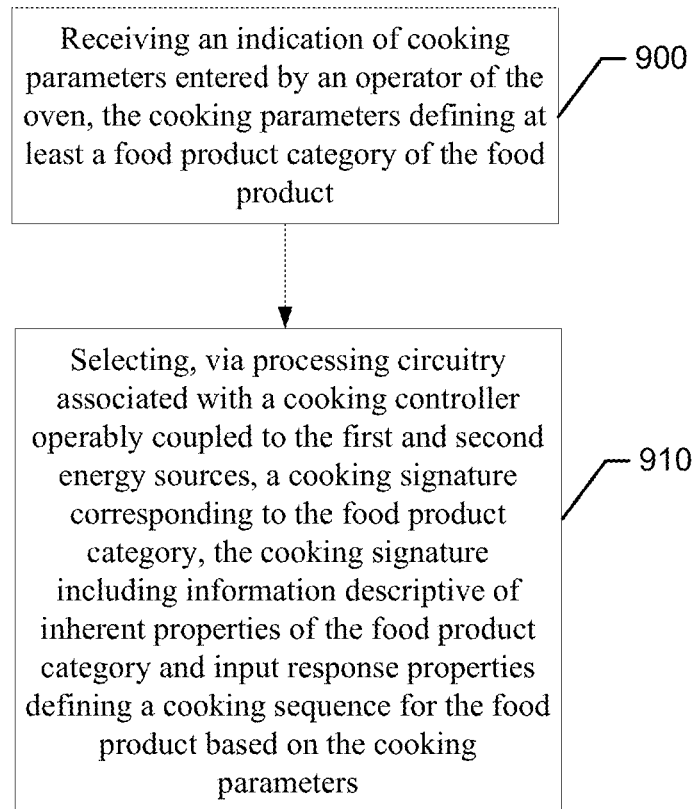 Receiving an indication of cooking
parameters entered by an operator of the
oven, the cooking parameters defining at
least a food product category of the food
product
900
Selecting, via processing circuitry
associated with a cooking controller
operably coupled to the first and second
energy sources, a cooking signature
corresponding to the food product
category, the cooking signature
including information descriptive of
inherent properties of the food product
category and input response properties
defining a cooking sequence for the food
product based on the cooking
parameters
910